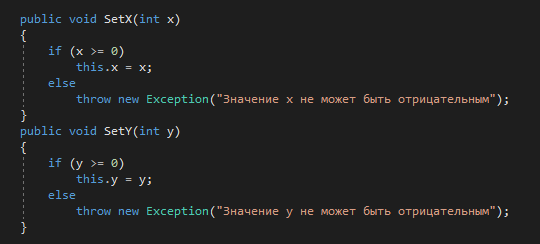 public void SetX(int x)
{
    if (x >= 0)
        this.x = x;
    else
        throw new Exception("Значение x не может быть отрицательным");
}
public void SetY(int y)
{
    if (y >= 0)
        this.y = y;
    else
        throw new Exception("Значение y не может быть отрицательным");
}